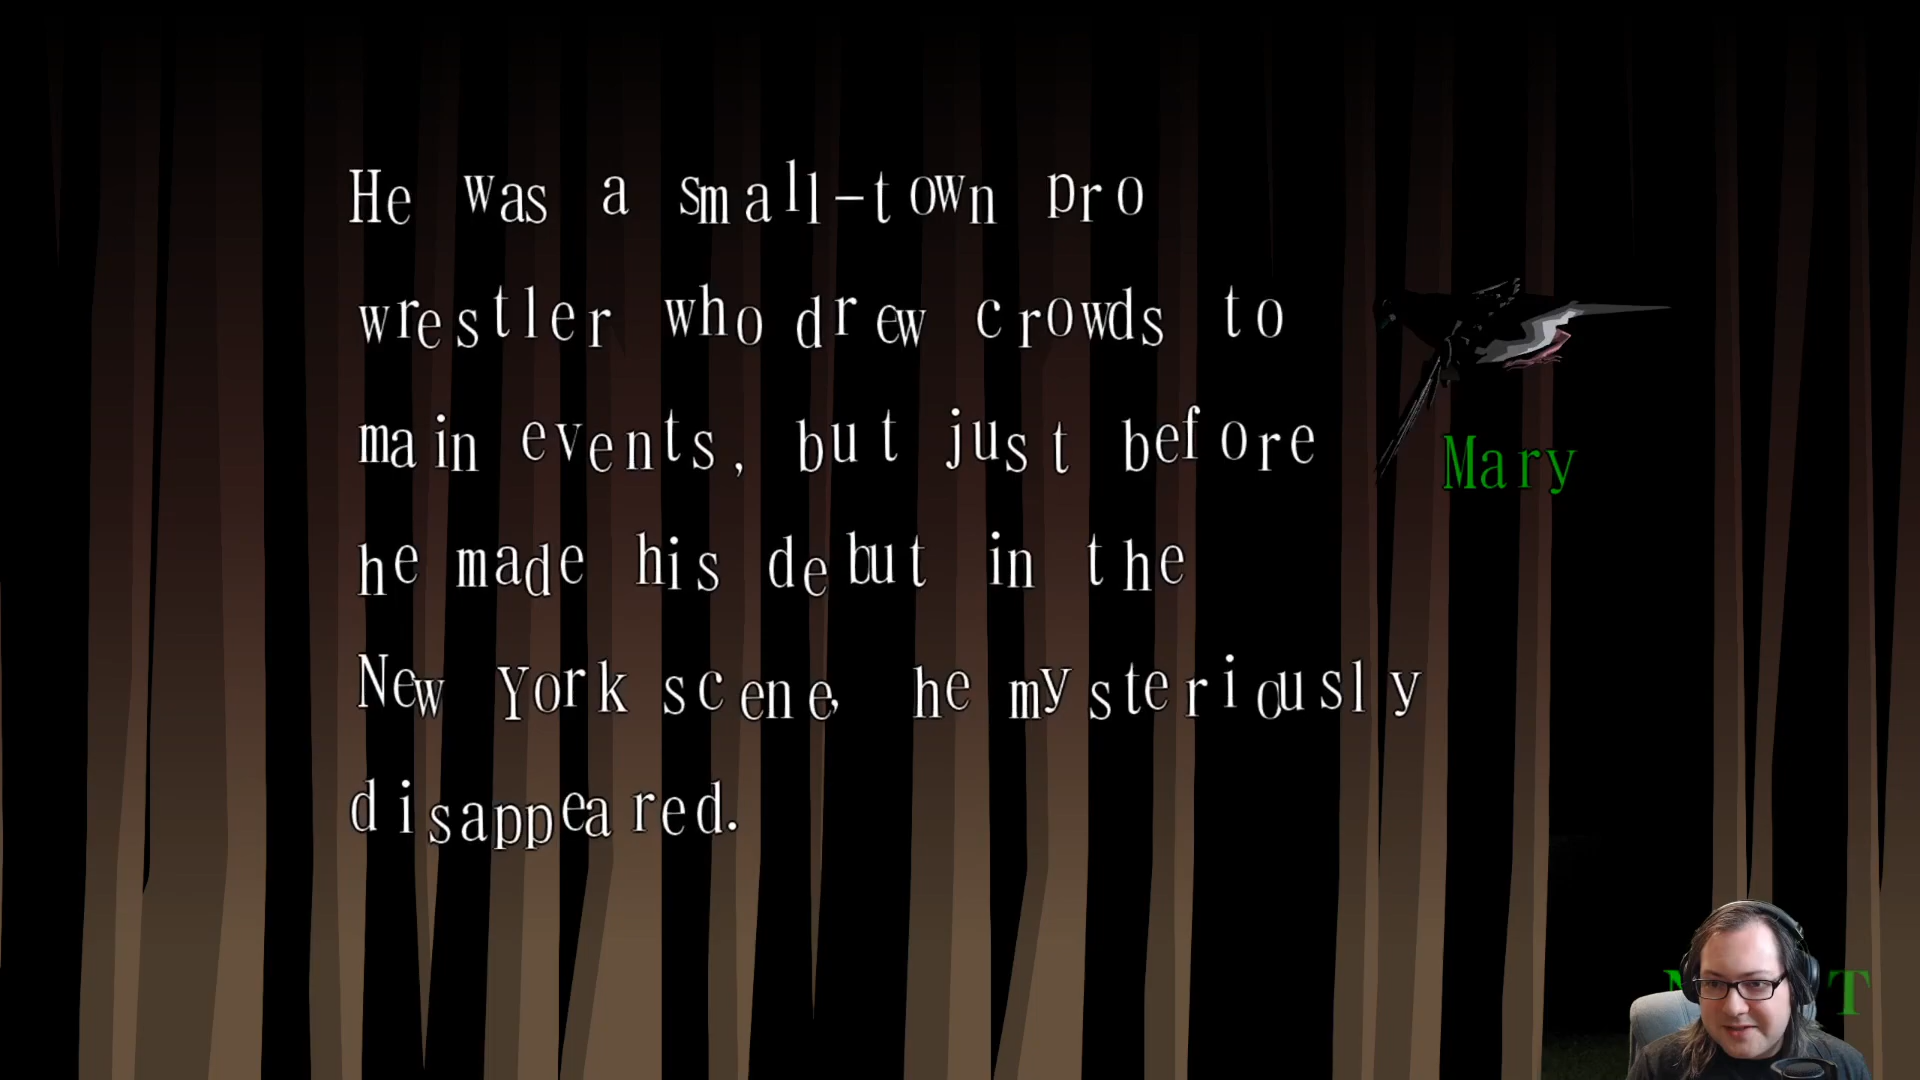 He was a small-town pro
wrestler who drew crowds to
main events, but just before
he made his debut in the
New York scene, he mysteriously
disappeared.
Mary